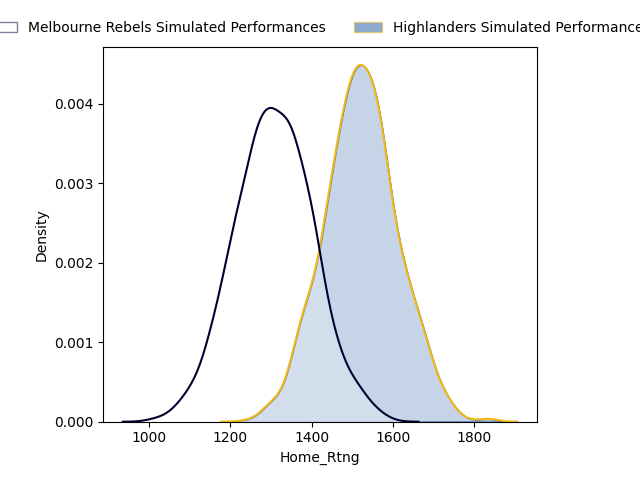 Melbourne Rebels Simulated Performances
Highlanders Simulated Performance
0.004
0.003
0.002
0.001
0.000
Density
1000 1200 1400 1600 1800
Home_Rtng